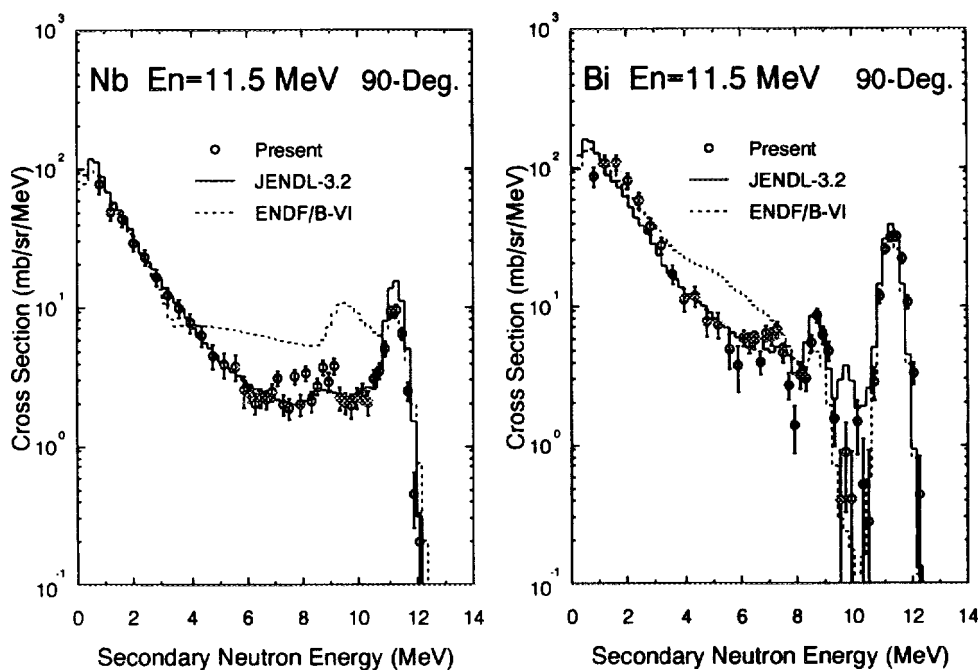 Nb En=11.5 MeV 90-Deg.
Present
JENDL-3.2
ENDF/B-VI
Cross Section (mb/sr/MeV)
10³
10²
10¹
10⁰
10⁻¹
0 2 4 6 8 10 12 14
Secondary Neutron Energy (MeV)
Bi En=11.5 MeV 90-Deg.
Present
JENDL-3.2
ENDF/B-VI
Cross Section (mb/sr/MeV)
10³
10²
10¹
10⁰
10⁻¹
0 2 4 6 8 10 12 14
Secondary Neutron Energy (MeV)